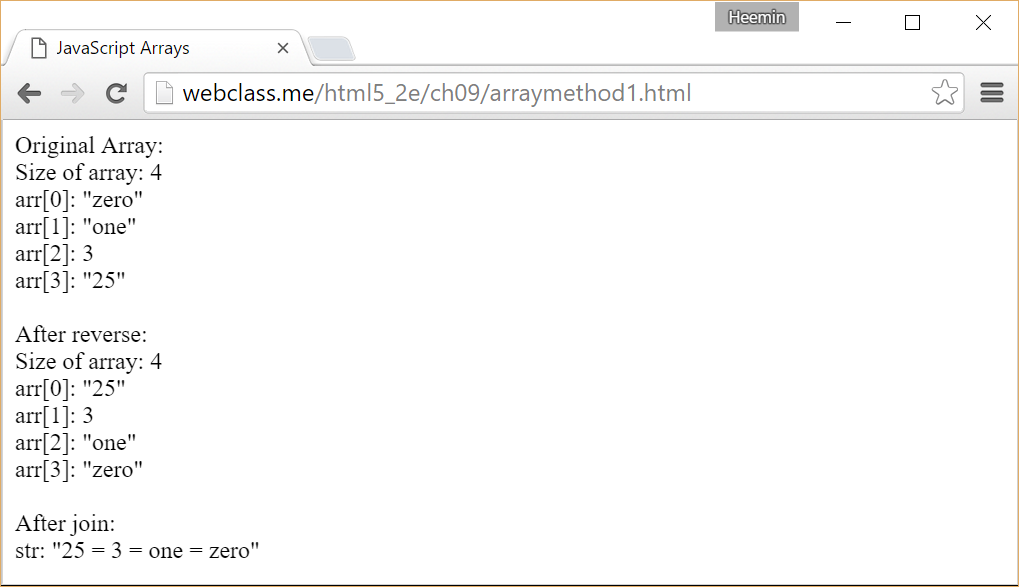 Heemin
JavaScript Arrays
webclass.me/html5_2e/ch09/arraymethod1.html
Original Array:
Size of array: 4
arr[0]: "zero"
arr[1]: "one"
arr[2]: 3
arr[3]: "25"
After reverse:
Size of array: 4
arr[0]: "25"
arr[1]: 3
arr[2]: "one"
arr[3]: "zero"
After join:
str: "25 = 3 = one = zero"